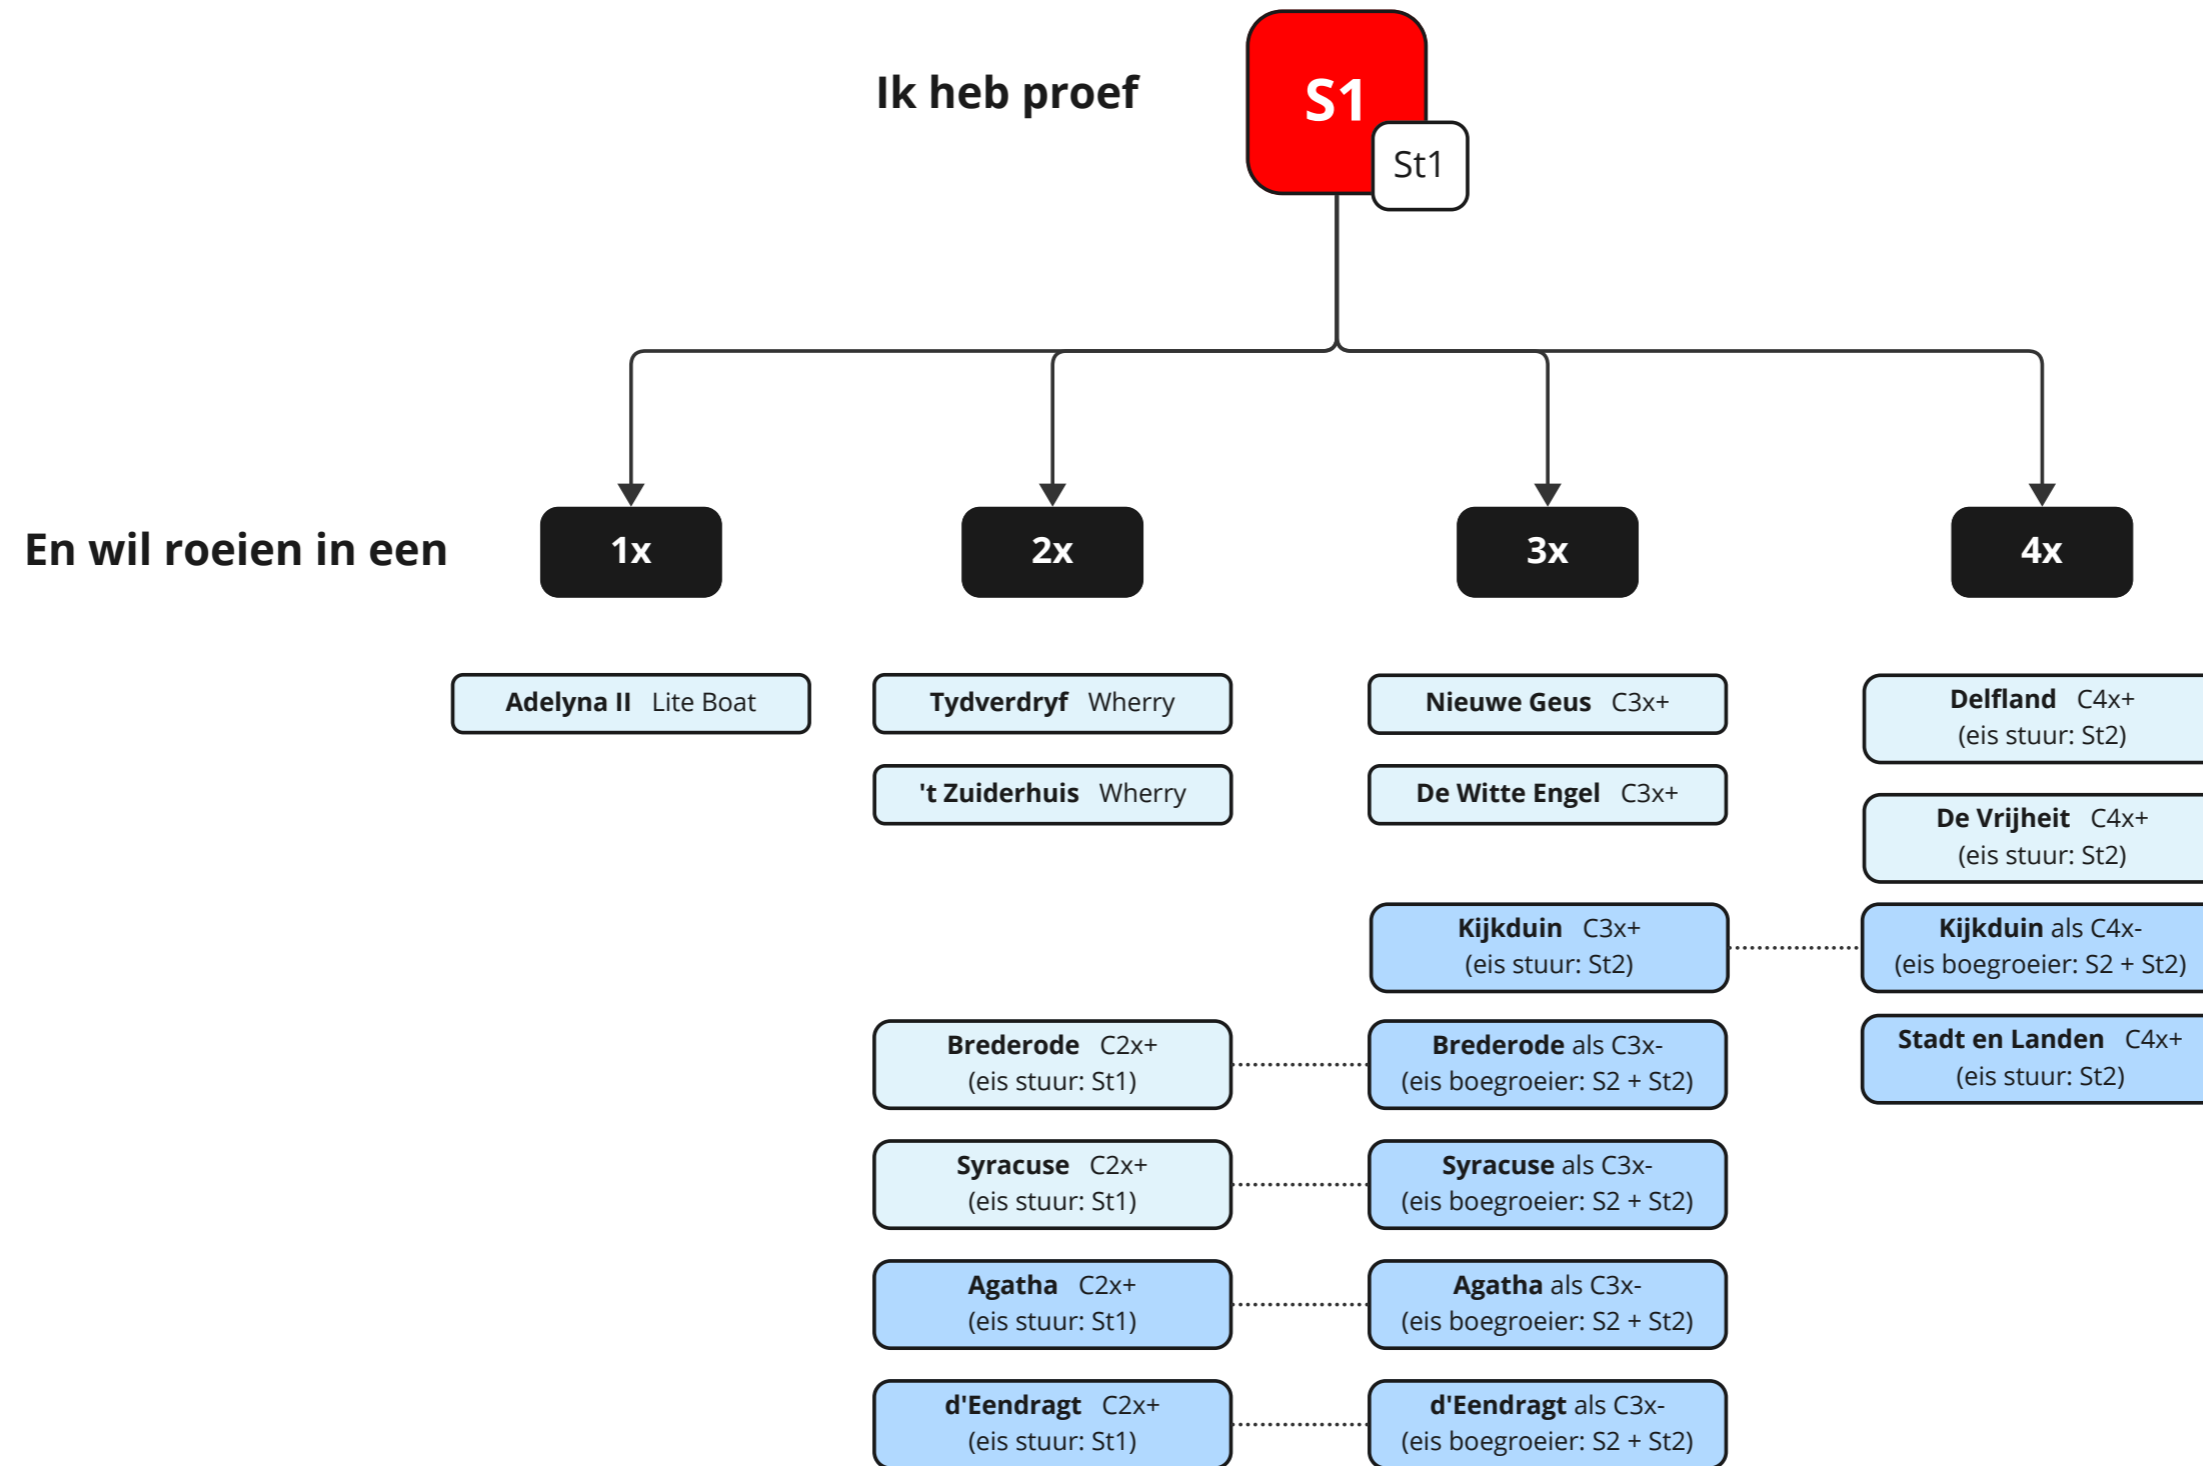 Ik heb proef
S1
St1
En wil roeien in een
1x
2x
3x
4x
Adelyna II Lite Boat
Tydverdryf Wherry
't Zuiderhuis Wherry
Brederode C2x+
(eis stuur: St1)
Syracuse C2x+
(eis stuur: St1)
Agatha C2x+
(eis stuur: St1)
d'Eendragt C2x+
(eis stuur: St1)
Nieuwe Geus C3x+
De Witte Engel C3x+
Kijkduin C3x+
(eis stuur: St2)
Brederode als C3x-
(eis boegroeier: S2 + St2)
Syracuse als C3x-
(eis boegroeier: S2 + St2)
Agatha als C3x-
(eis boegroeier: S2 + St2)
d'Eendragt als C3x-
(eis boegroeier: S2 + St2)
Delfland C4x+
(eis stuur: St2)
De Vrijheit C4x+
(eis stuur: St2)
Kijkduin als C4x-
(eis boegroeier: S2 + St2)
Stadt en Landen C4x+
(eis stuur: St2)